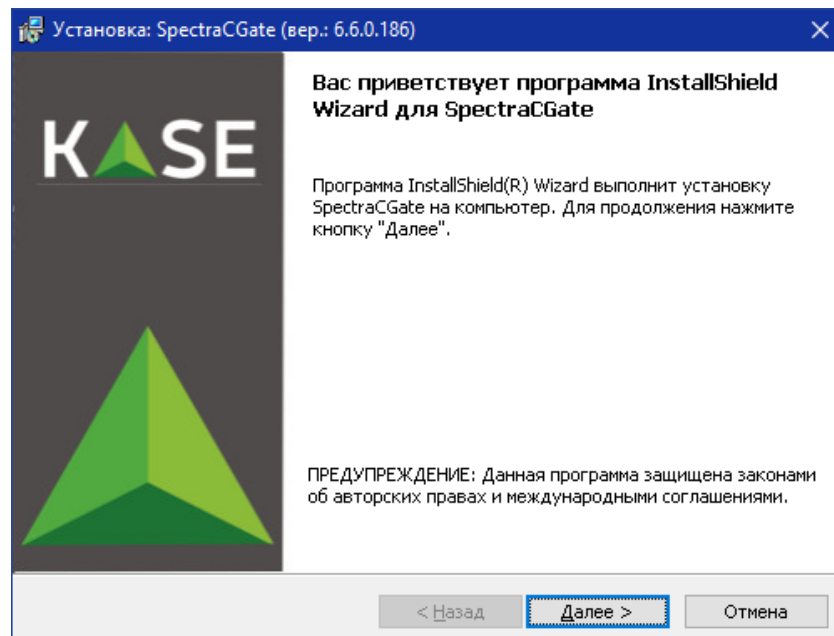 Установка: SpectraCGate (вер.: 6.6.0.186)
KASE
Вас приветствует программа InstallShield
Wizard для SpectraCGate
Программа InstallShield(R) Wizard выполнит установку
SpectraCGate на компьютер. Для продолжения нажмите
кнопку "Далее".
ПРЕДУПРЕЖДЕНИЕ: Данная программа защищена законами
об авторских правах и международными соглашениями.
< Назад
Далее >
Отмена